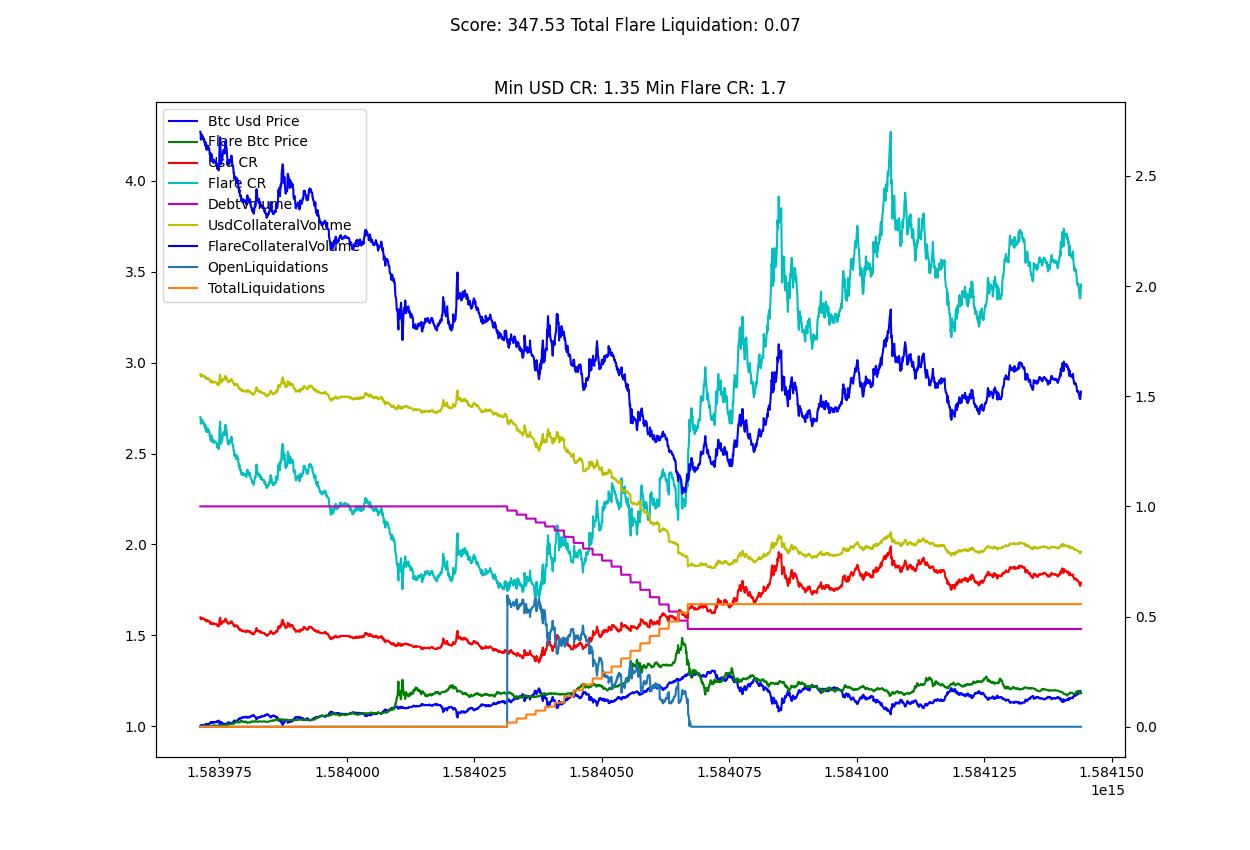 Score: 347.53 Total Flare Liquidation: 0.07
Min USD CR: 1.35 Min Flare CR: 1.7
Btc Usd Price
Flare Btc Price
Usd CR
Flare CR
DebtVolume
UsdCollateralVolume
FlareCollateralVolume
OpenLiquidations
TotalLiquidations
4.0
3.5
3.0
2.5
2.0
1.5
1.0
2.5
2.0
1.5
1.0
0.5
0.0
1.583975 1.584000 1.584025 1.584050 1.584075 1.584100 1.584125 1.584150
1e15